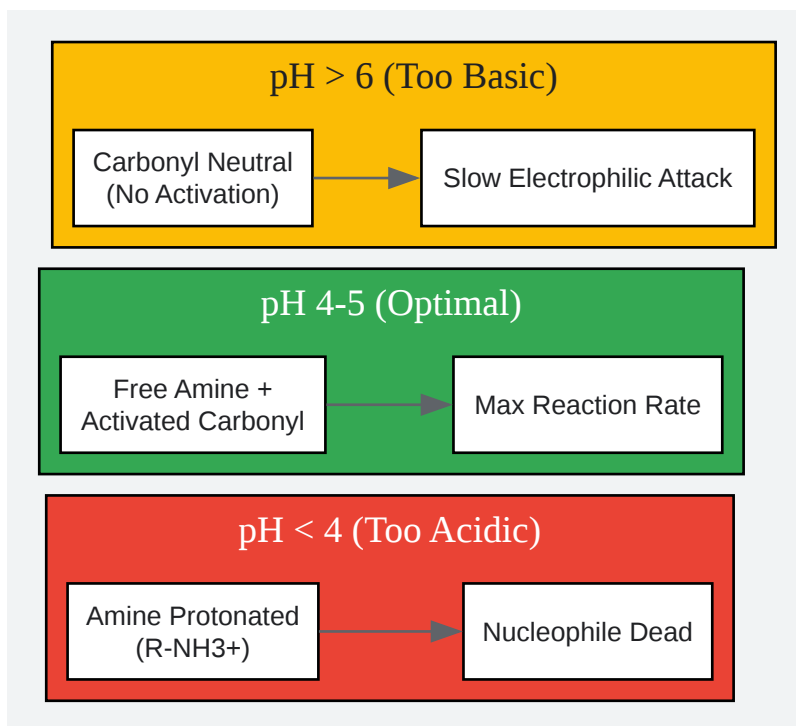 pH > 6 (Too Basic)
Carbonyl Neutral
(No Activation)
Slow Electrophilic Attack
pH 4-5 (Optimal)
Free Amine +
Activated Carbonyl
Max Reaction Rate
pH < 4 (Too Acidic)
Amine Protonated
(R-NH3+)
Nucleophile Dead